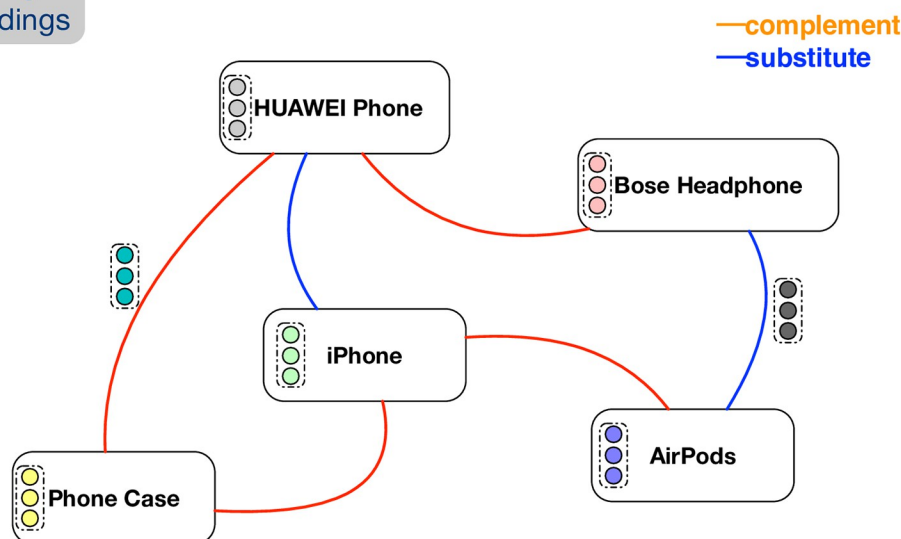 dings
complement
substitute
HUAWEI Phone
Bose Headphone
iPhone
AirPods
Phone Case